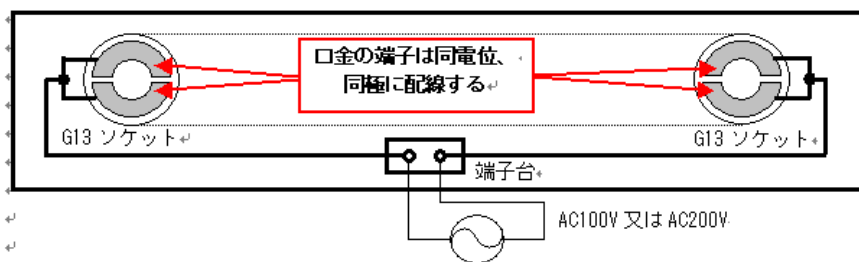 口金の端子は同電位、
同極に配線する
G13 ソケット
G13 ソケット
端子台
AC100V 又は AC200V